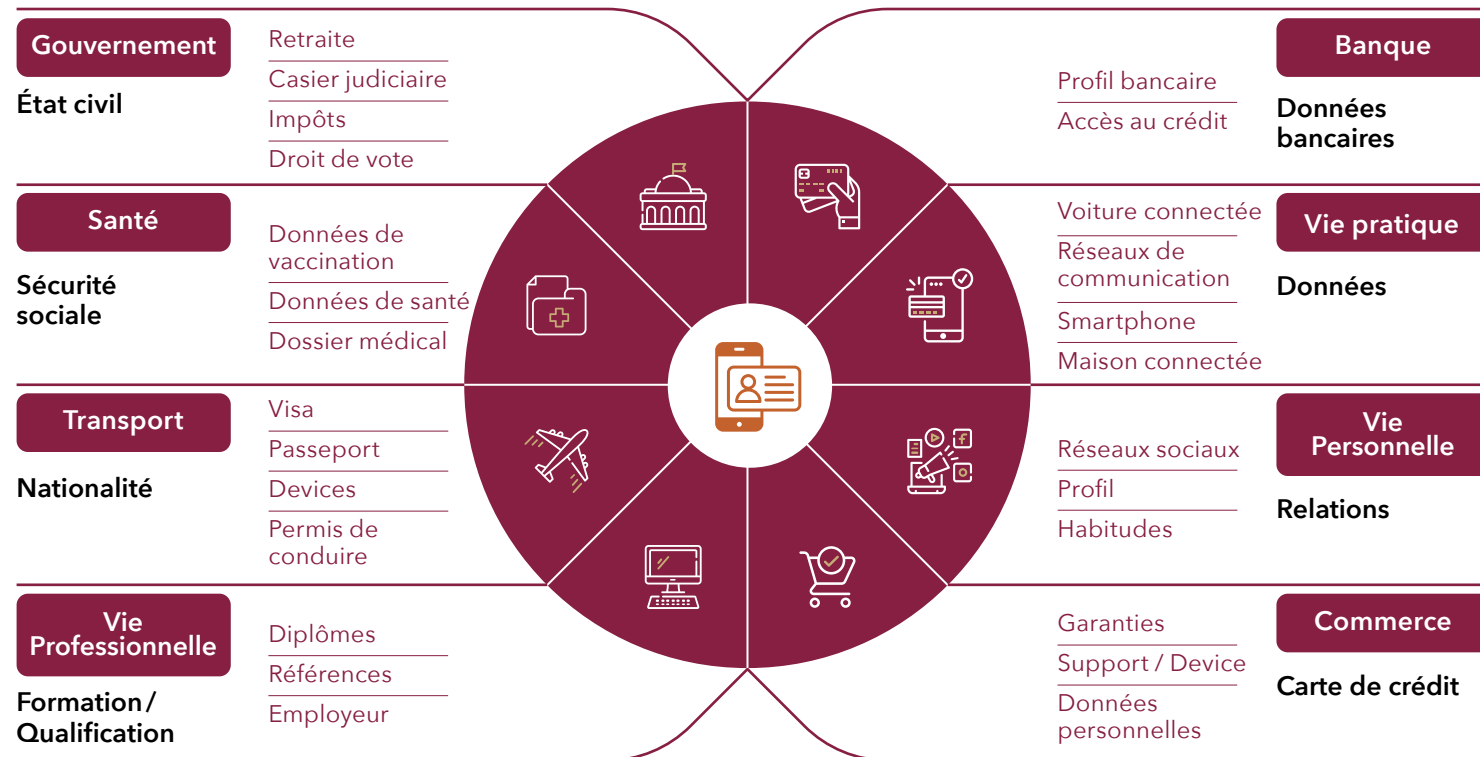 Gouvernement
État civil
Retraite
Casier judiciaire
Impôts
Droit de vote
Santé
Sécurité
sociale
Données de
vaccination
Données de santé
Dossier médical
Transport
Nationalité
Visa
Passeport
Devices
Permis de
conduire
Vie
Professionnelle
Formation / 
Qualification
Diplômes
Références
Employeur
Banque
Données
bancaires
Profil bancaire
Accès au crédit
Vie pratique
Données
Voiture connectée
Réseaux de
communication
Smartphone
Maison connectée
Vie
Personnelle
Relations
Réseaux sociaux
Profil
Habitudes
Commerce
Carte de crédit
Garanties
Support / Device
Données
personnelles